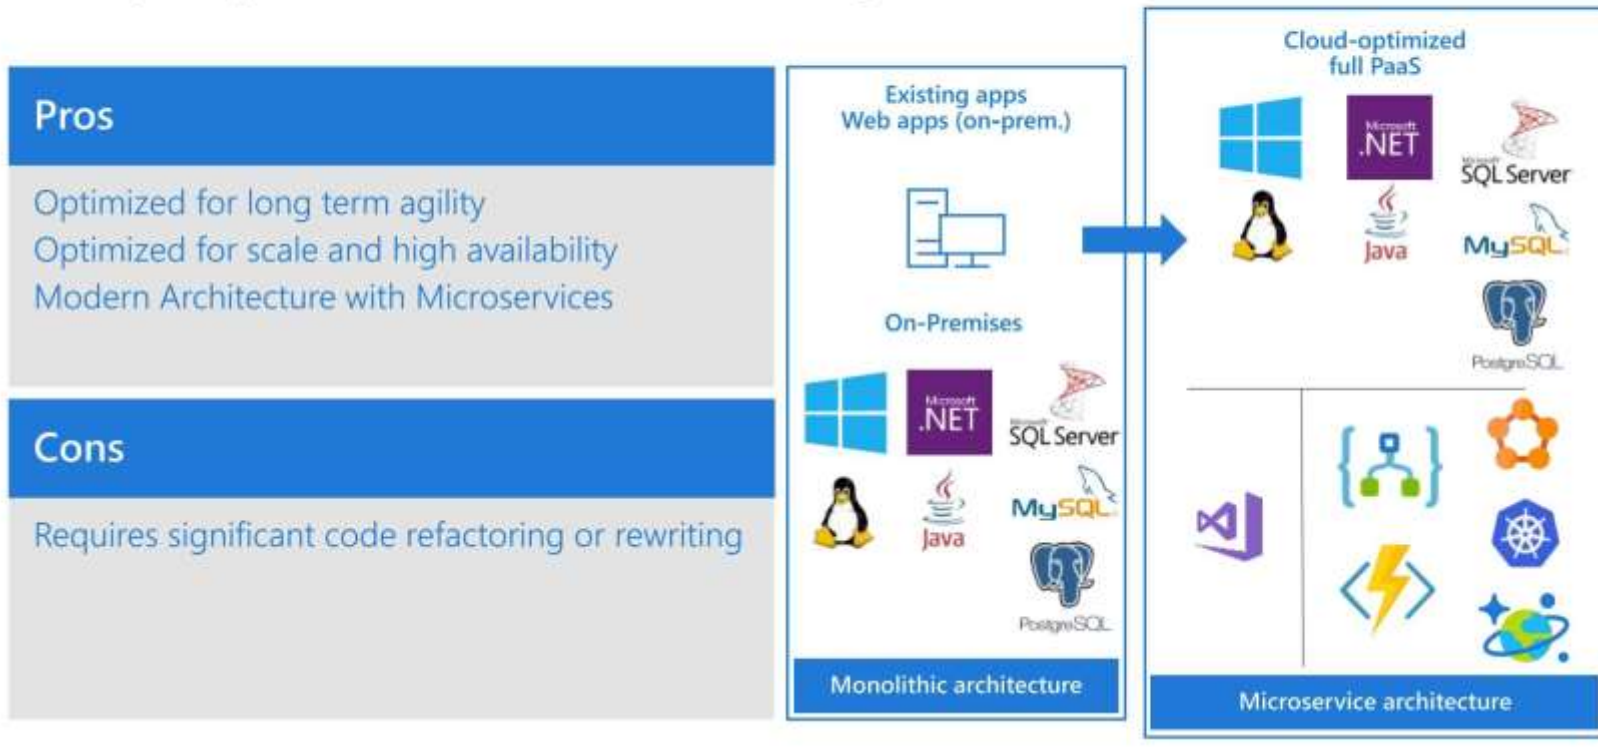 Pros
Optimized for long term agility
Optimized for scale and high availability
Modern Architecture with Microservices
Cons
Requires significant code refactoring or rewriting
Existing apps
Web apps (on-prem.)
On-Premises
Microsoft
.NET
Microsoft
SQL Server
Java
MySQL
PostgreSQL
Monolithic architecture
Cloud-optimized
full PaaS
Microsoft
.NET
Microsoft
SQL Server
Java
MySQL
PostgreSQL
Microservice architecture